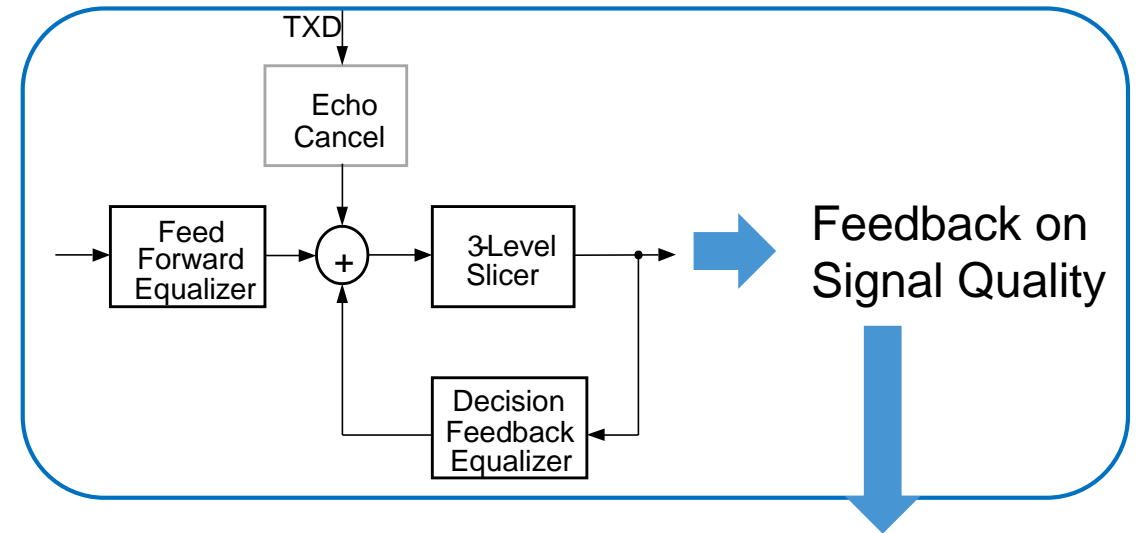 TXD
Echo
Cancel
Feed
Forward
Equalizer
+
3-Level
Slicer
Decision
Feedback
Equalizer
Feedback on
Signal Quality